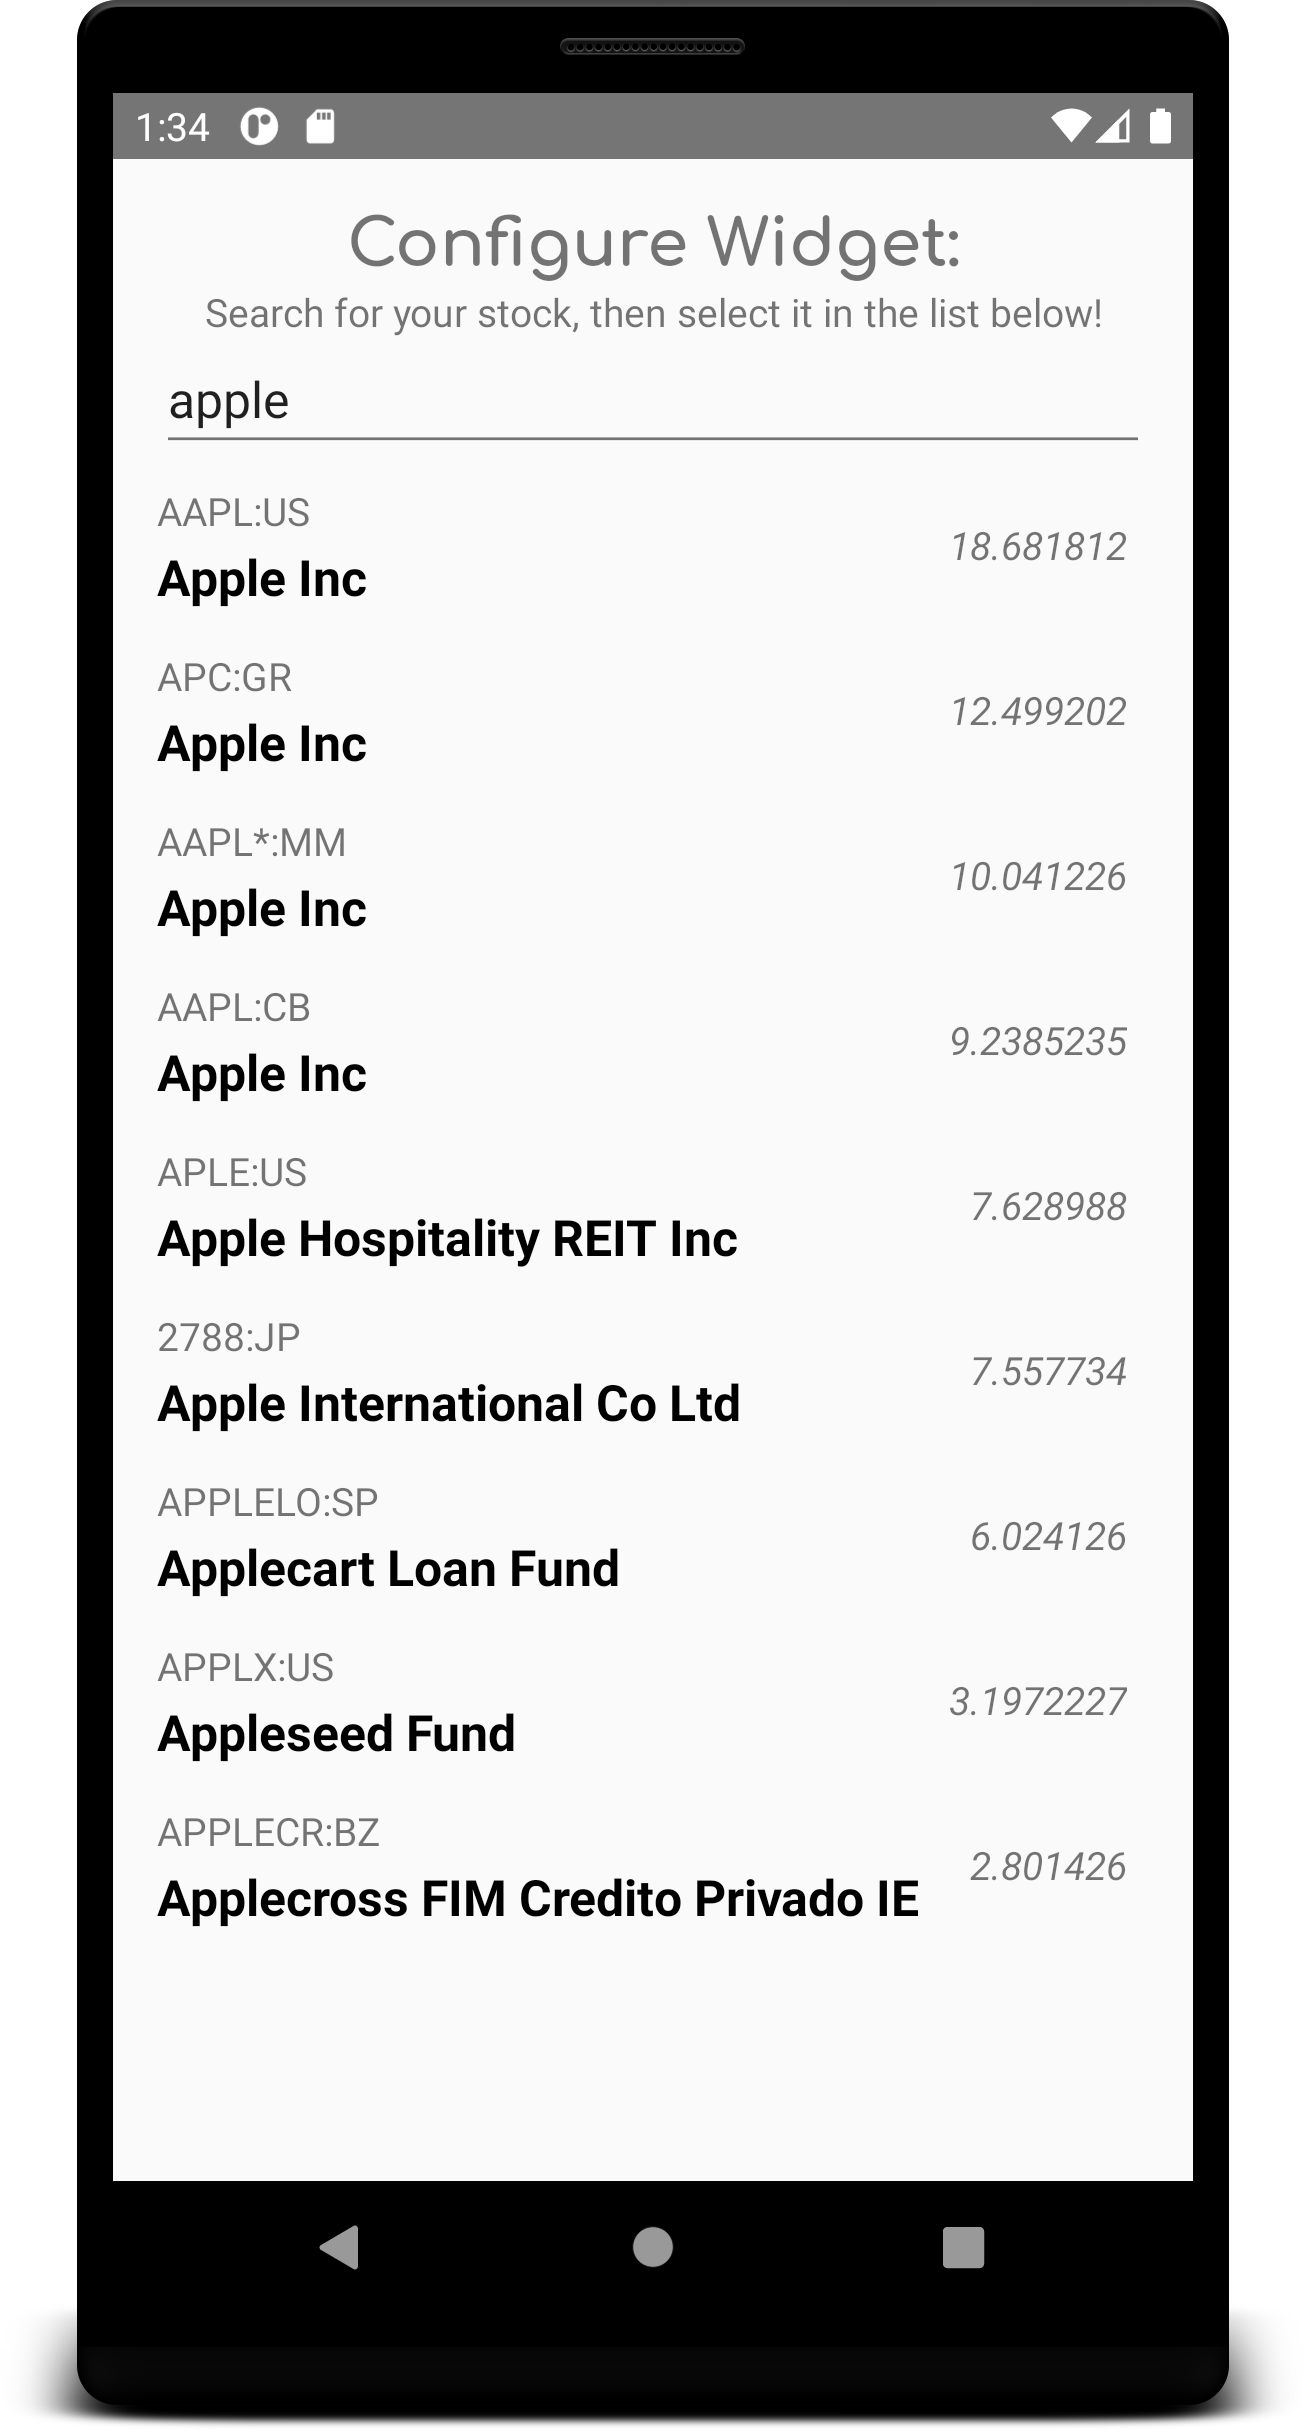 1:34
Configure Widget:
Search for your stock, then select it in the list below!
apple
AAPL:US
Apple Inc
18.681812
APC:GR
Apple Inc
12.499202
AAPL*:MM
Apple Inc
10.041226
AAPL:CB
Apple Inc
9.2385235
APLE:US
Apple Hospitality REIT Inc
7.628988
2788:JP
Apple International Co Ltd
7.557734
APPLELO:SP
Applecart Loan Fund
6.024126
APPLX:US
Appleseed Fund
3.1972227
APPLECR:BZ
Applecross FIM Credito Privado IE
2.801426